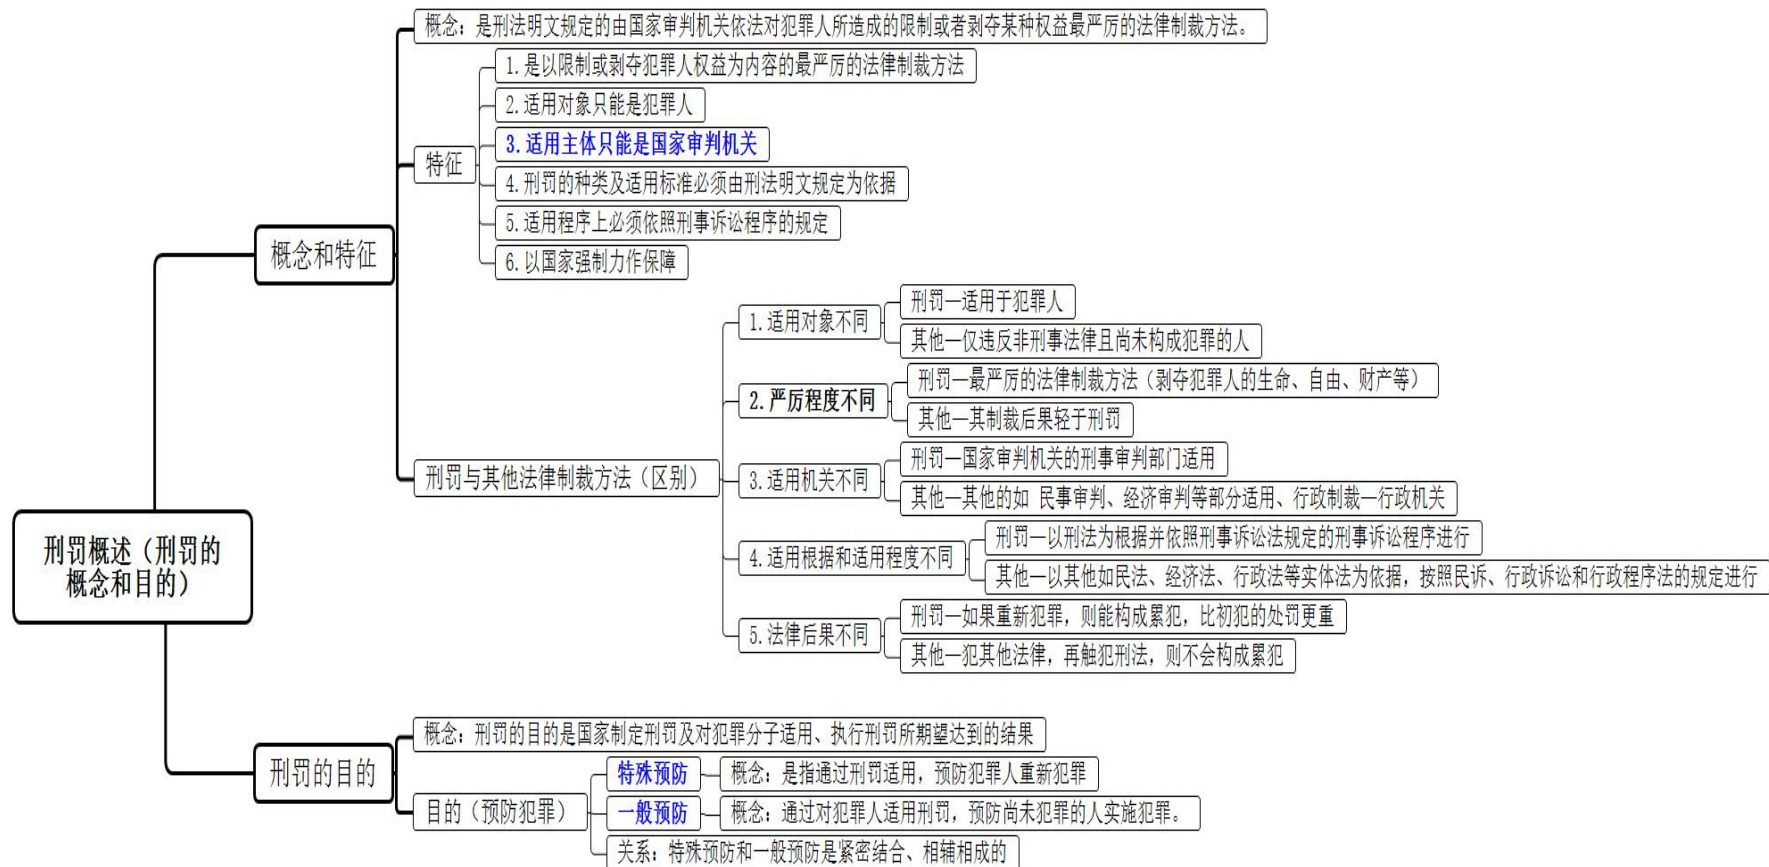 刑罚概述（刑罚的
概念和目的）
概念和特征
概念：是刑法明文规定的由国家审判机关依法对犯罪人所造成的限制或者剥夺某种权益最严厉的法律制裁方法。
特征
1.是以限制或剥夺犯罪人权益为内容的最严厉的法律制裁方法
2.适用对象只能是犯罪人
3.适用主体只能是国家审判机关
4.刑罚的种类及适用标准必须由刑法明文规定为依据
5.适用程序上必须依照刑事诉讼程序的规定
6.以国家强制力作保障
刑罚与其他法律制裁方法（区别）
1.适用对象不同
刑罚—适用于犯罪人
其他—仅违反非刑事法律且尚未构成犯罪的人
2.严厉程度不同
刑罚—最严厉的法律制裁方法（剥夺犯罪人的生命、自由、财产等）
其他—其制裁后果轻于刑罚
3.适用机关不同
刑罚—国家审判机关的刑事审判部门适用
其他—其他的如 民事审判、经济审判等部分适用、行政制裁—行政机关
4.适用根据和适用程度不同
刑罚—以刑法为根据并依照刑事诉讼法规定的刑事诉讼程序进行
其他—以其他如民法、经济法、行政法等实体法为依据，按照民诉、行政诉讼和行政程序法的规定进行
5.法律后果不同
刑罚—如果重新犯罪，则能构成累犯，比初犯的处罚更重
其他—犯其他法律，再触犯刑法，则不会构成累犯
刑罚的目的
概念：刑罚的目的是国家制定刑罚及对犯罪分子适用、执行刑罚所期望达到的结果
目的（预防犯罪）
特殊预防
概念：是指通过刑罚适用，预防犯罪人重新犯罪
一般预防
概念：通过对犯罪人适用刑罚，预防尚未犯罪的人实施犯罪。
关系：特殊预防和一般预防是紧密结合、相辅相成的